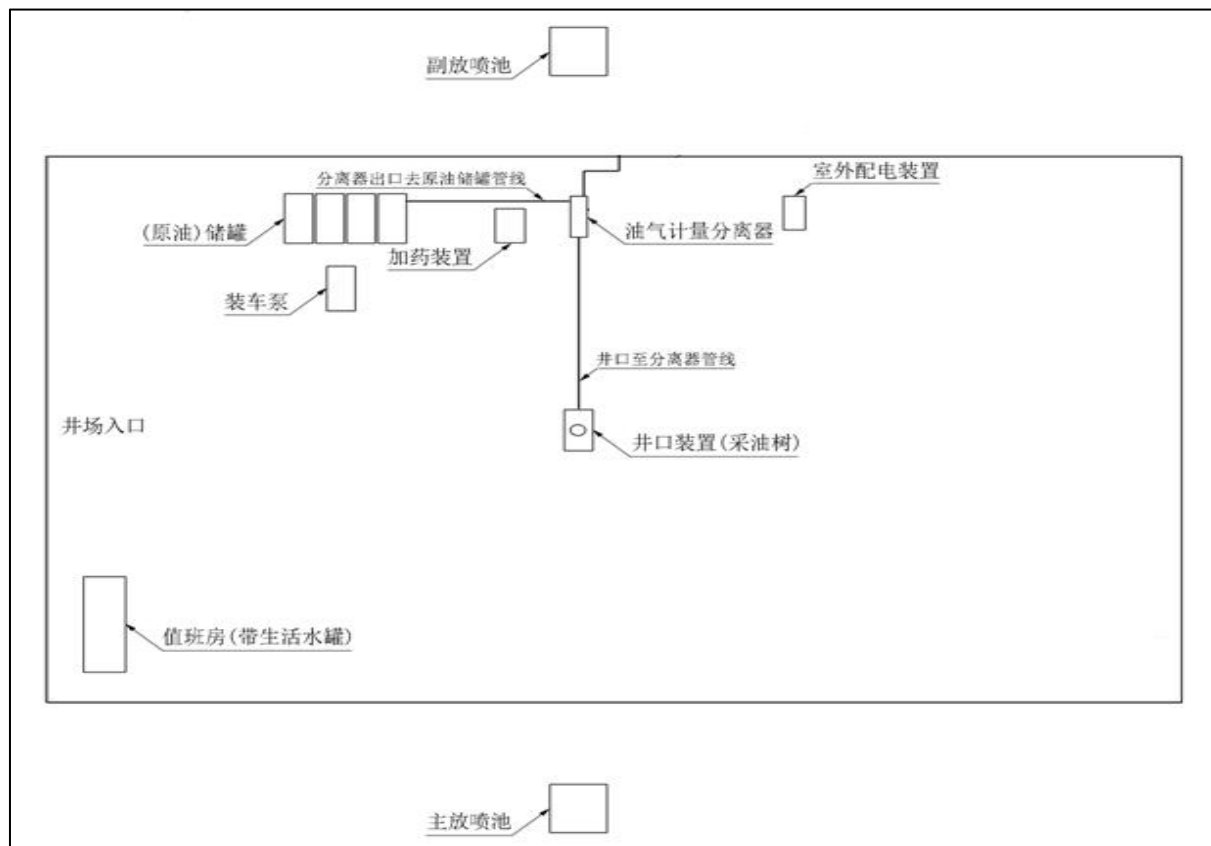 副放喷池
室外配电装置
分离器出口去原油储罐管线
(原油)储罐
油气计量分离器
加药装置
装车泵
井口至分离器管线
井场入口
井口装置(采油树)
值班房(带生活水罐)
主放喷池